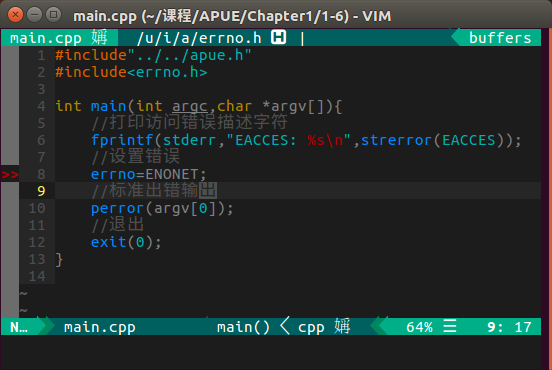 main.cpp (~/课程/APUE/Chapter1/1-6) - VIM
main.cpp 婿 /u/i/a/errno.h H | buffers
1 #include"../../apue.h"
2 #include<errno.h>
3
4 int main(int argc,char *argv[]){
5 //打印访问错误描述字符
6 fprintf(stderr,"EACCES: %s\n",strerror(EACCES));
7 //设置错误
>> 8 errno=ENONET;
9 //标准出错输出
10 perror(argv[0]);
11 //退出
12 exit(0);
13 }
14
~
~
N… main.cpp main() < cpp 64% ☰ 9: 17